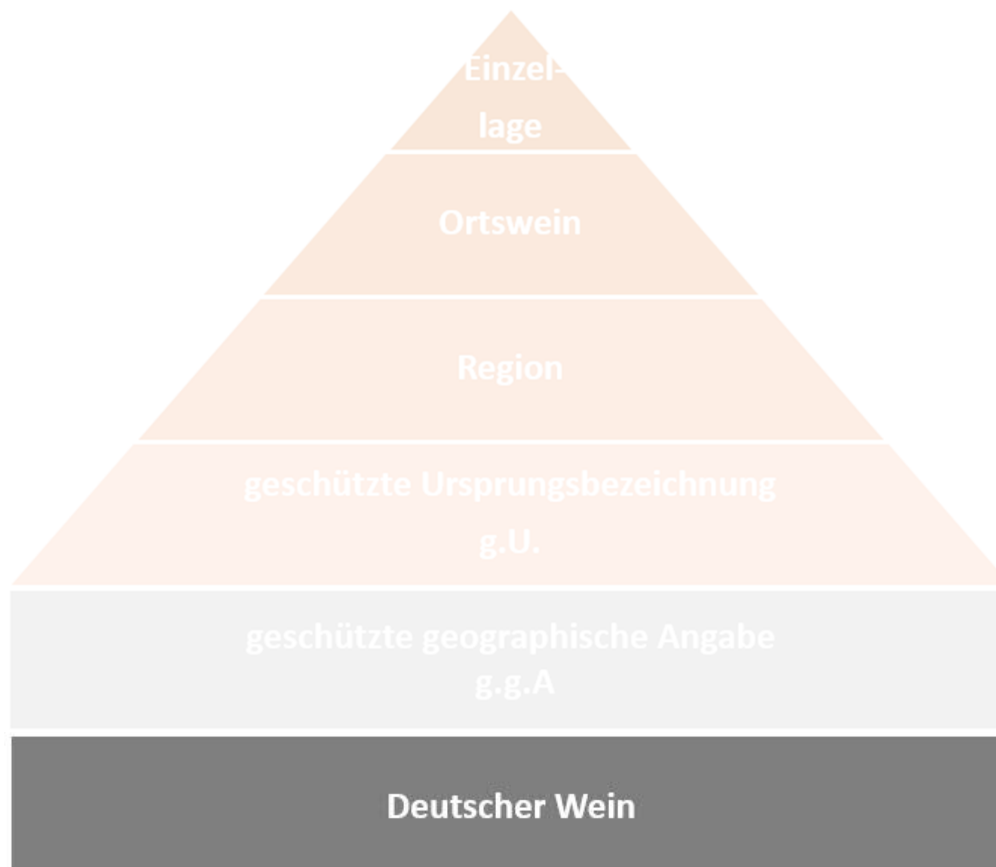 Einzel-
lage
Ortswein
Region
geschützte Ursprungsbezeichnung
g.U.
geschützte geographische Angabe
g.g.A
Deutscher Wein